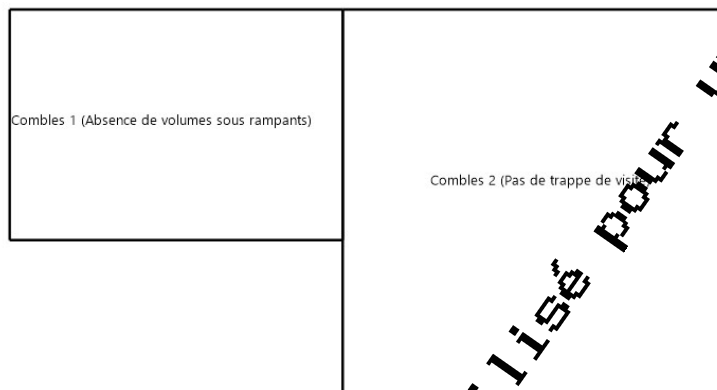 Combles 1 (Absence de volumes sous rampants)
Combles 2 (Pas de trappe de visite)
lisé pour